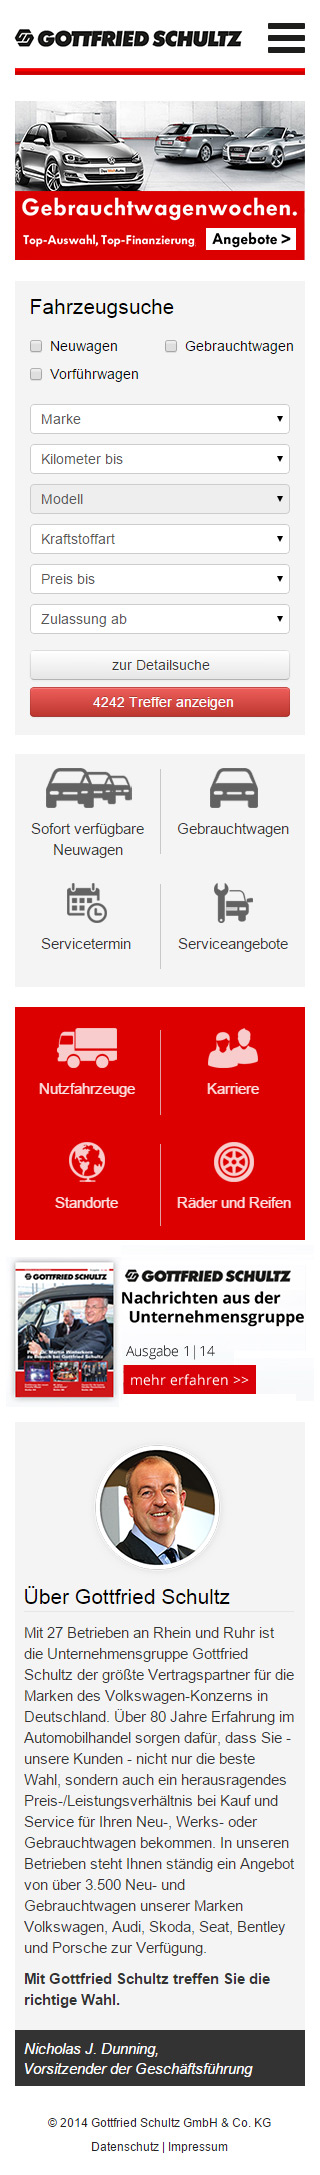 GOTTFRIED SCHULTZ
Gebrauchtwagenwochen.
Top-Auswahl, Top-Finanzierung
Angebote >
Fahrzeugsuche
Neuwagen
Gebrauchtwagen
Vorführwagen
Marke
Kilometer bis
Modell
Kraftstoffart
Preis bis
Zulassung ab
zur Detailsuche
4242 Treffer anzeigen
Sofort verfügbare
Neuwagen
Gebrauchtwagen
Servicetermin
Serviceangebote
Nutzfahrzeuge
Karriere
Standorte
Räder und Reifen
GOTTFRIED SCHULTZ
GOTTFRIED SCHULTZ
Nachrichten aus der
Unternehmensgruppe
Ausgabe 1|14
mehr erfahren >>
Über Gottfried Schultz
Mit 27 Betrieben an Rhein und Ruhr ist
die Unternehmensgruppe Gottfried
Schultz der größte Vertragspartner für die
Marken des Volkswagen-Konzerns in
Deutschland. Über 80 Jahre Erfahrung im
Automobilhandel sorgen dafür, dass Sie -
unsere Kunden - nicht nur die beste
Wahl, sondern auch ein herausragendes
Preis-/Leistungsverhältnis bei Kauf und
Service für Ihren Neu-, Werks- oder
Gebrauchtwagen bekommen. In unseren
Betrieben steht Ihnen ständig ein Angebot
von über 3.500 Neu- und
Gebrauchtwagen unserer Marken
Volkswagen, Audi, Skoda, Seat, Bentley
und Porsche zur Verfügung.
Mit Gottfried Schultz treffen Sie die
richtige Wahl.
Nicholas J. Dunning,
Vorsitzender der Geschäftsführung
© 2014 Gottfried Schultz GmbH & Co. KG
Datenschutz | Impressum